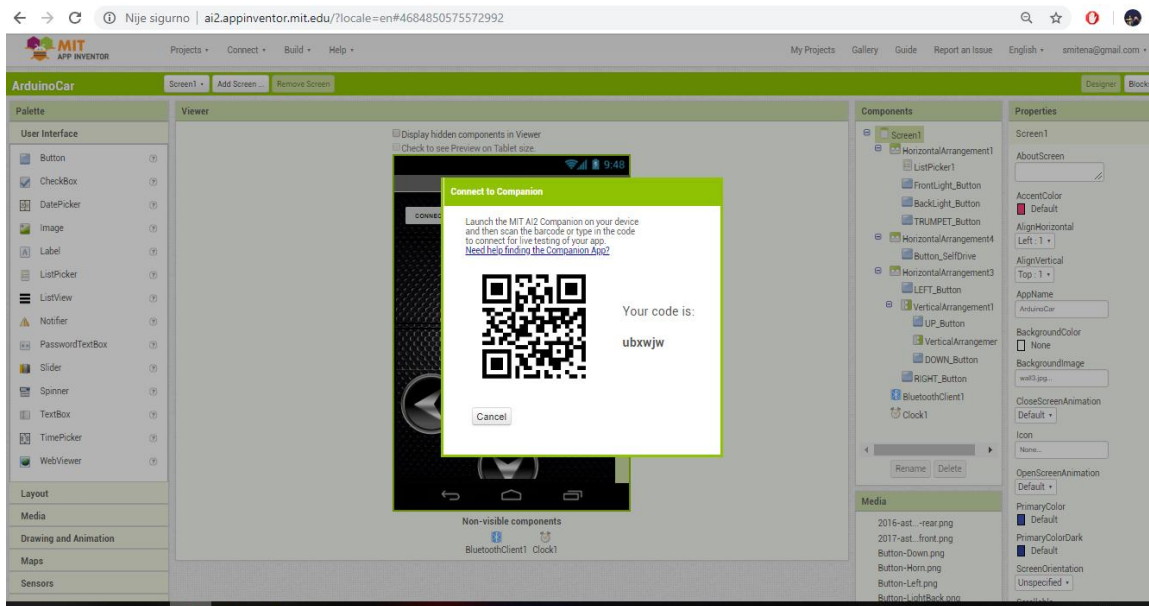 Nije sigurno | ai2.appinventor.mit.edu/?locale=en#4684850575572992
MIT
APP INVENTOR
Projects
Connect
Build
Help
My Projects
Gallery
Guide
Report an Issue
English
smitena@gmail.com
ArduinoCar
Screen1
Add Screen ...
Remove Screen
Designer
Blocks
Palette
User Interface
Button
CheckBox
DatePicker
Image
Label
ListPicker
ListView
Notifier
PasswordTextBox
Slider
Spinner
TextBox
TimePicker
WebViewer
Layout
Media
Drawing and Animation
Maps
Sensors
Viewer
Display hidden components in Viewer
Check to see Preview on Tablet size.
9:48
CONNEC
Connect to Companion
Launch the MIT AI2 Companion on your device
and then scan the barcode or type in the code
to connect for live testing of your app.
Need help finding the Companion App?
Your code is:
ubxwjw
Cancel
Non-visible components
BluetoothClient1
Clock1
Components
Screen1
HorizontalArrangement1
ListPicker1
FrontLight_Button
BackLight_Button
TRUMPET_Button
HorizontalArrangement4
Button_SelfDrive
HorizontalArrangement3
LEFT_Button
VerticalArrangement1
UP_Button
VerticalArrangemer
DOWN_Button
RIGHT_Button
BluetoothClient1
Clock1
Rename
Delete
Media
2016-ast...-rear.png
2017-ast...front.png
Button-Down.png
Button-Horn.png
Button-Left.png
Button-LightBack.png
Properties
Screen1
AboutScreen
AccentColor
Default
AlignHorizontal
Left : 1
AlignVertical
Top : 1
AppName
ArduinoCar
BackgroundColor
None
BackgroundImage
wall3.jpg...
CloseScreenAnimation
Default
Icon
None...
OpenScreenAnimation
Default
PrimaryColor
Default
PrimaryColorDark
Default
ScreenOrientation
Unspecified